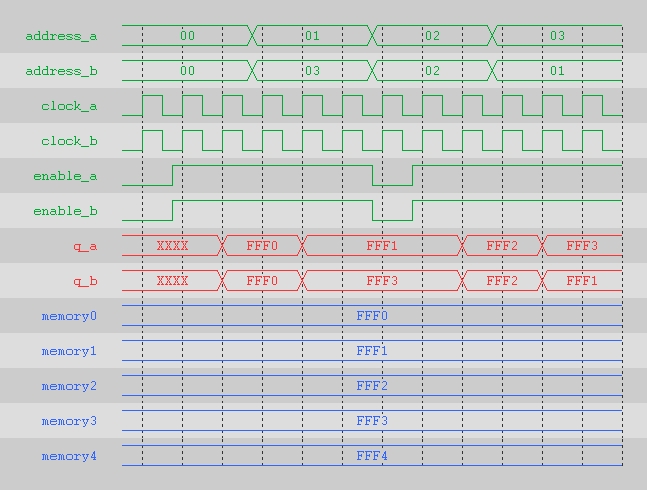 address_a 00 01 02 03
address_b 00 03 02 01
clock_a
clock_b
enable_a
enable_b
q_a XXXX FFF0 FFF1 FFF2 FFF3
q_b XXXX FFF0 FFF3 FFF2 FFF1
memory0 FFF0
memory1 FFF1
memory2 FFF2
memory3 FFF3
memory4 FFF4